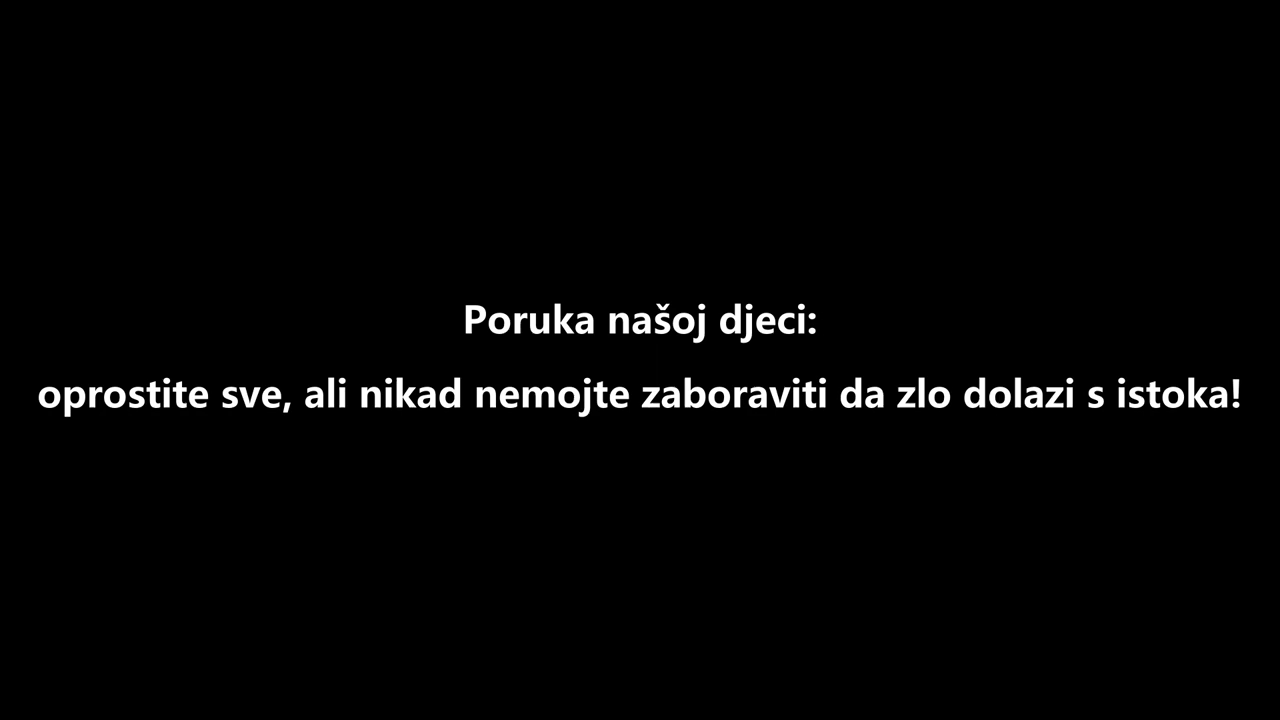 Poruka našoj djeci:
oprostite sve, ali nikad nemojte zaboraviti da zlo dolazi s istoka!